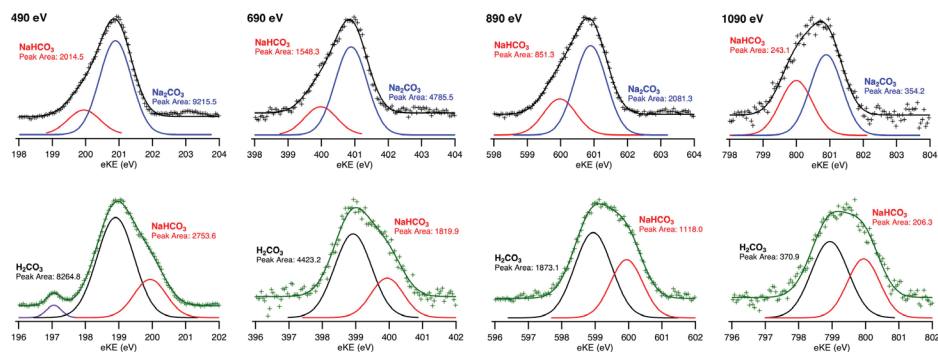 490 eV
NaHCO₃
Peak Area: 2014.5
Na₂CO₃
Peak Area: 9215.5
198 199 200 201 202 203 204
eKE (eV)
690 eV
NaHCO₃
Peak Area: 1548.3
Na₂CO₃
Peak Area: 4785.5
398 399 400 401 402 403 404
eKE (eV)
890 eV
NaHCO₃
Peak Area: 851.3
Na₂CO₃
Peak Area: 2081.3
598 599 600 601 602 603 604
eKE (eV)
1090 eV
NaHCO₃
Peak Area: 243.1
Na₂CO₃
Peak Area: 354.2
798 799 800 801 802 803 804
eKE (eV)
NaHCO₃
Peak Area: 2753.6
H₂CO₃
Peak Area: 8264.8
196 197 198 199 200 201 202
eKE (eV)
NaHCO₃
Peak Area: 1819.9
H₂CO₃
Peak Area: 4423.2
396 397 398 399 400 401 402
eKE (eV)
NaHCO₃
Peak Area: 1118.0
H₂CO₃
Peak Area: 1873.1
596 597 598 599 600 601 602
eKE (eV)
NaHCO₃
Peak Area: 206.3
H₂CO₃
Peak Area: 370.9
796 797 798 799 800 801 802
eKE (eV)